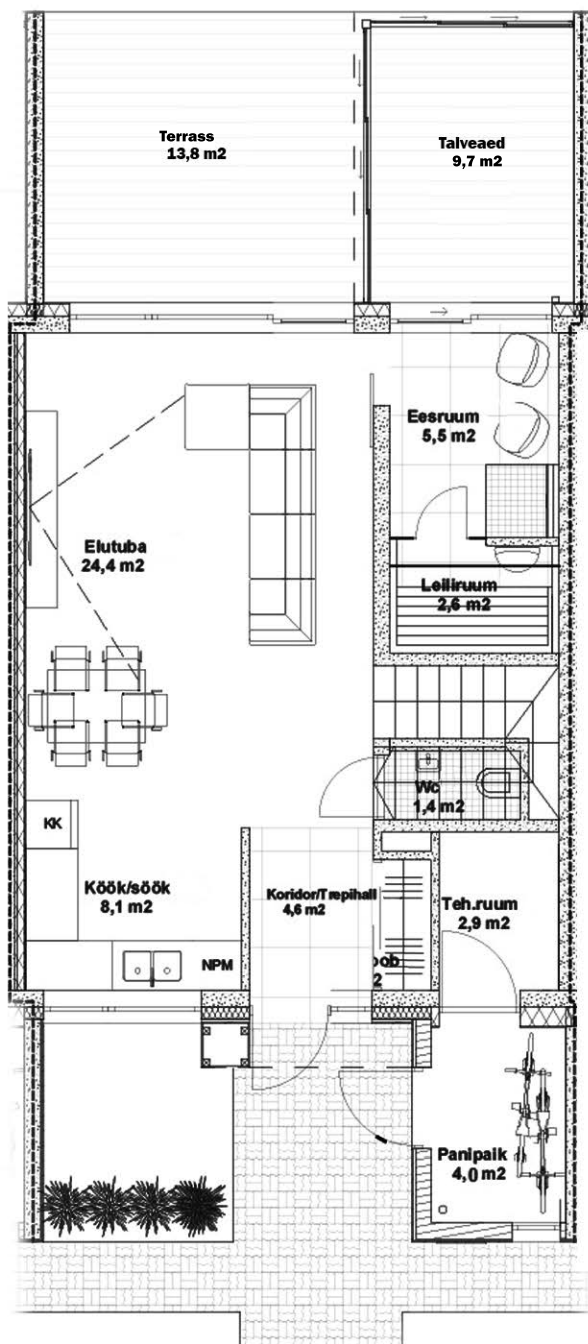 Terrass
13,8 m2
Talveaed
9,7 m2
Eesruum
5,5 m2
Elutuba
24,4 m2
Leiliruum
2,6 m2
Wc
1,4 m2
KK
Köök/söök
8,1 m2
Koridor/Trepihall
4,6 m2
Teh.ruum
2,9 m2
NPM
Panipaik
4,0 m2